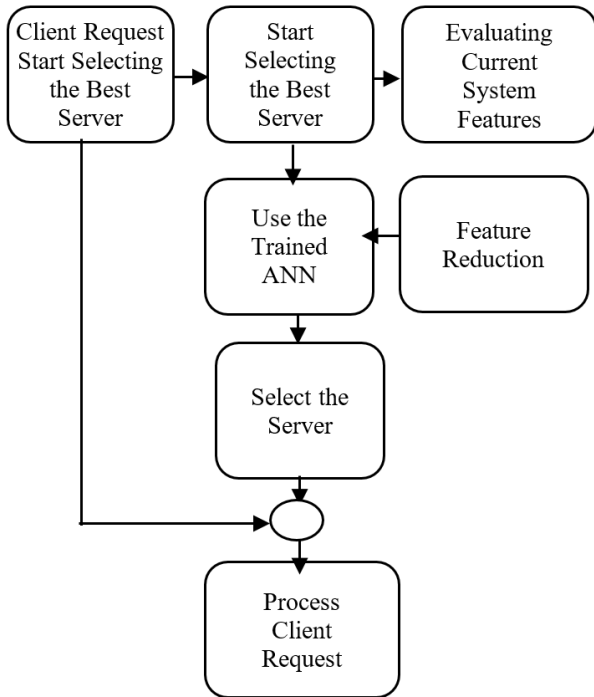 Client Request
Start Selecting
the Best
Server
Start
Selecting
the Best
Server
Evaluating
Current
System
Features
Use the
Trained
ANN
Feature
Reduction
Select the
Server
Process
Client
Request